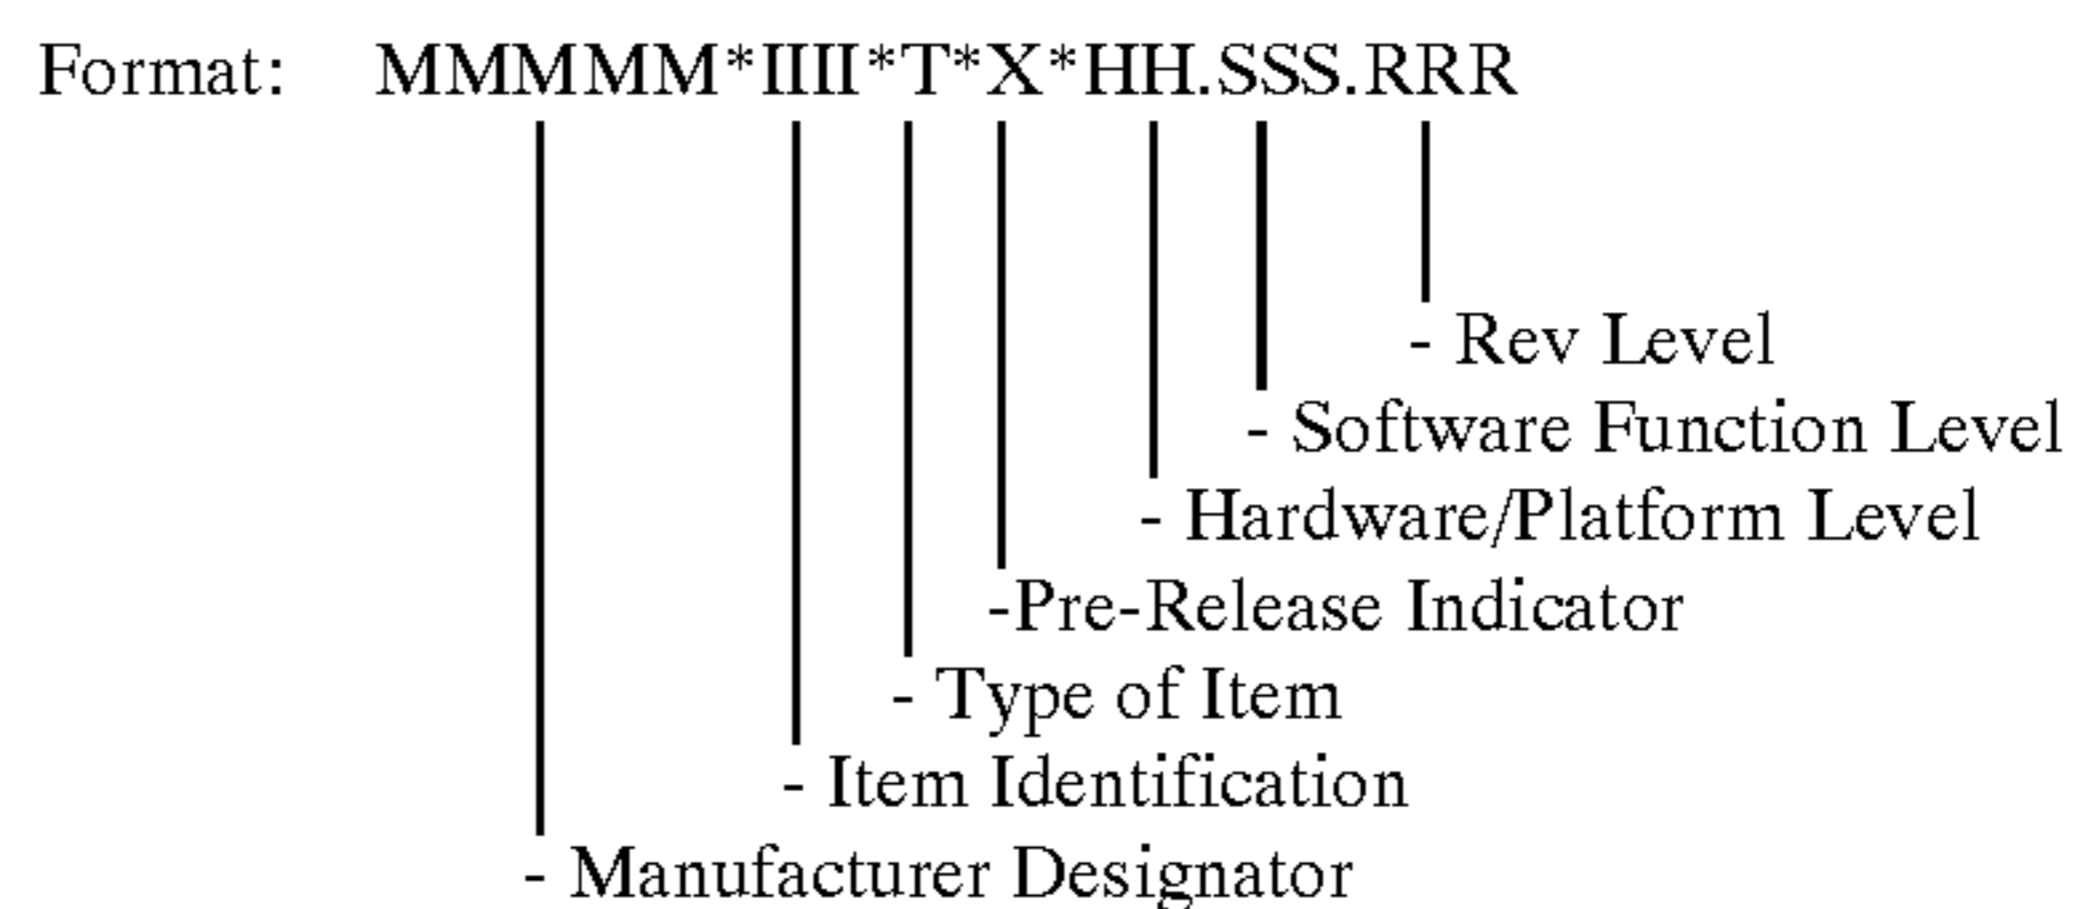 Format: MMMMM*IIII*T*X*HH.SSS.RRR
- Rev Level
- Software Function Level
- Hardware/Platform Level
-Pre-Release Indicator
- Type of Item
- Item Identification
- Manufacturer Designator